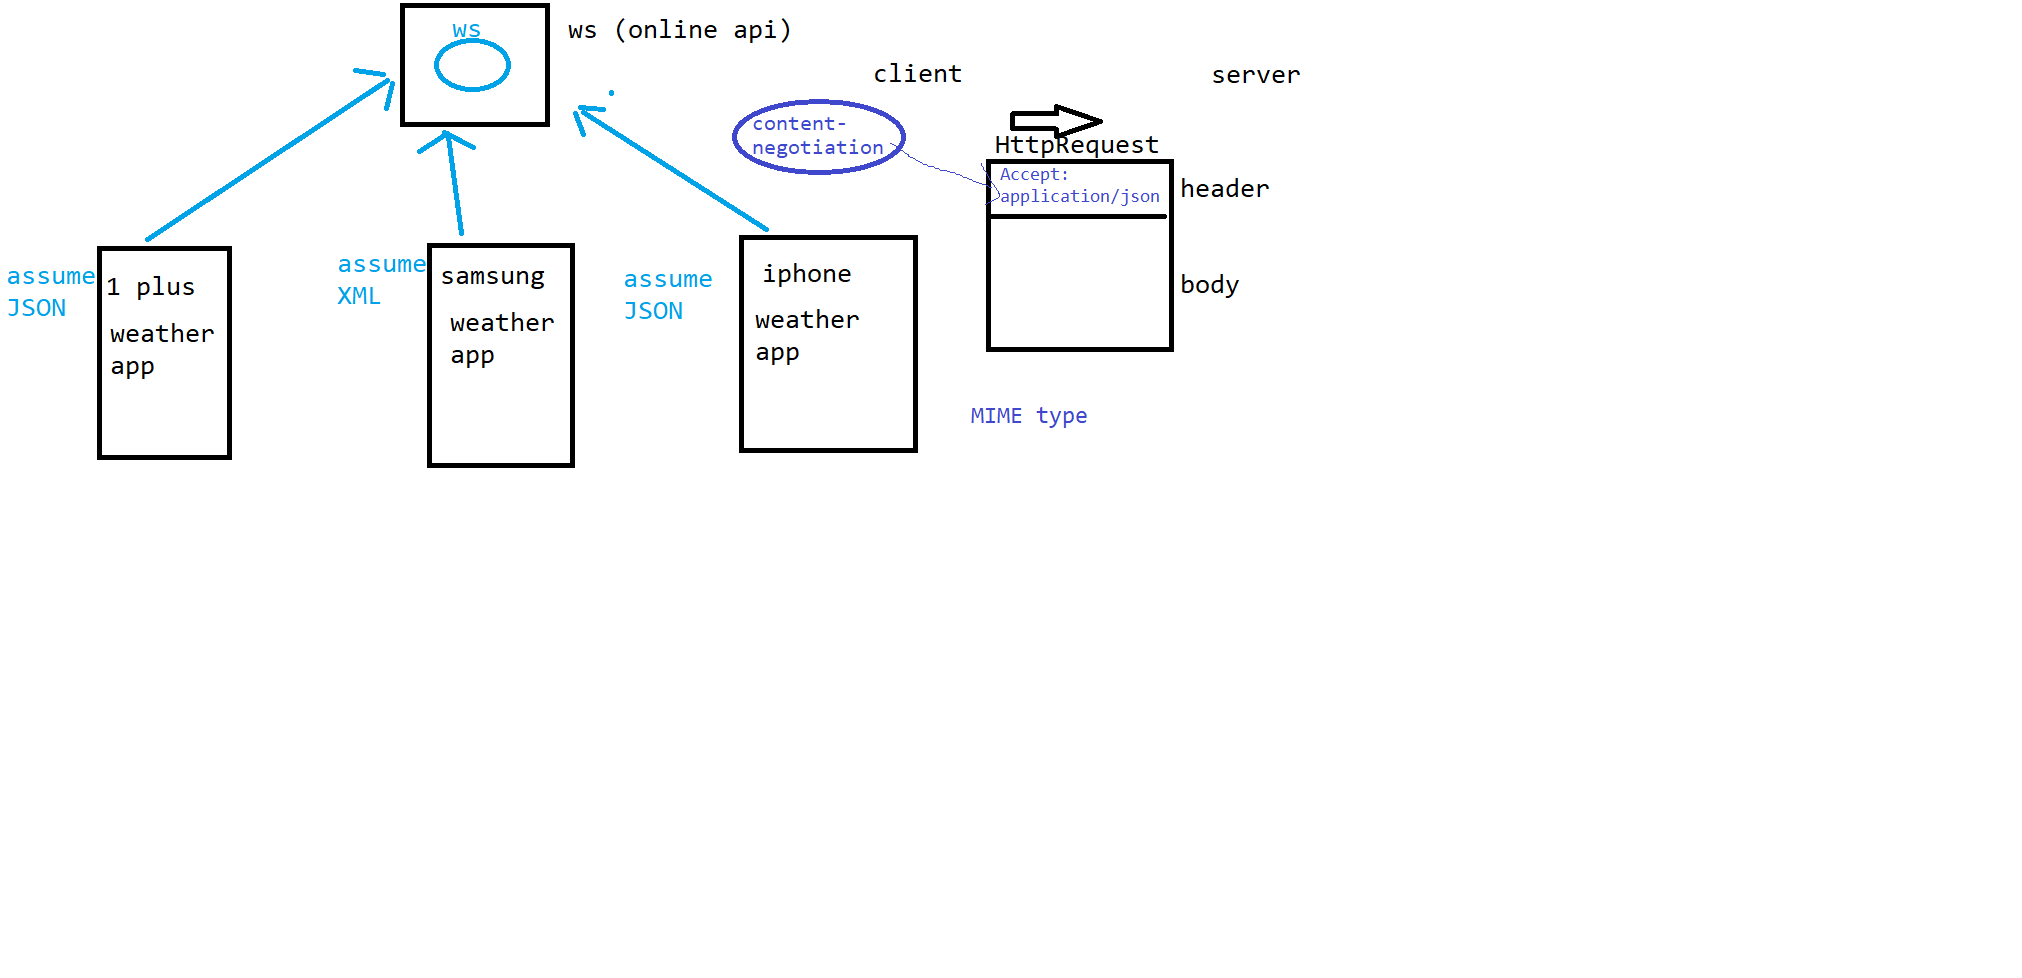 ws
ws (online api)
client
server
content-
negotiation
HttpRequest
Accept:
application/json
header
body
assume
JSON
1 plus
weather
app
assume
XML
samsung
weather
app
assume
JSON
iphone
weather
app
MIME type